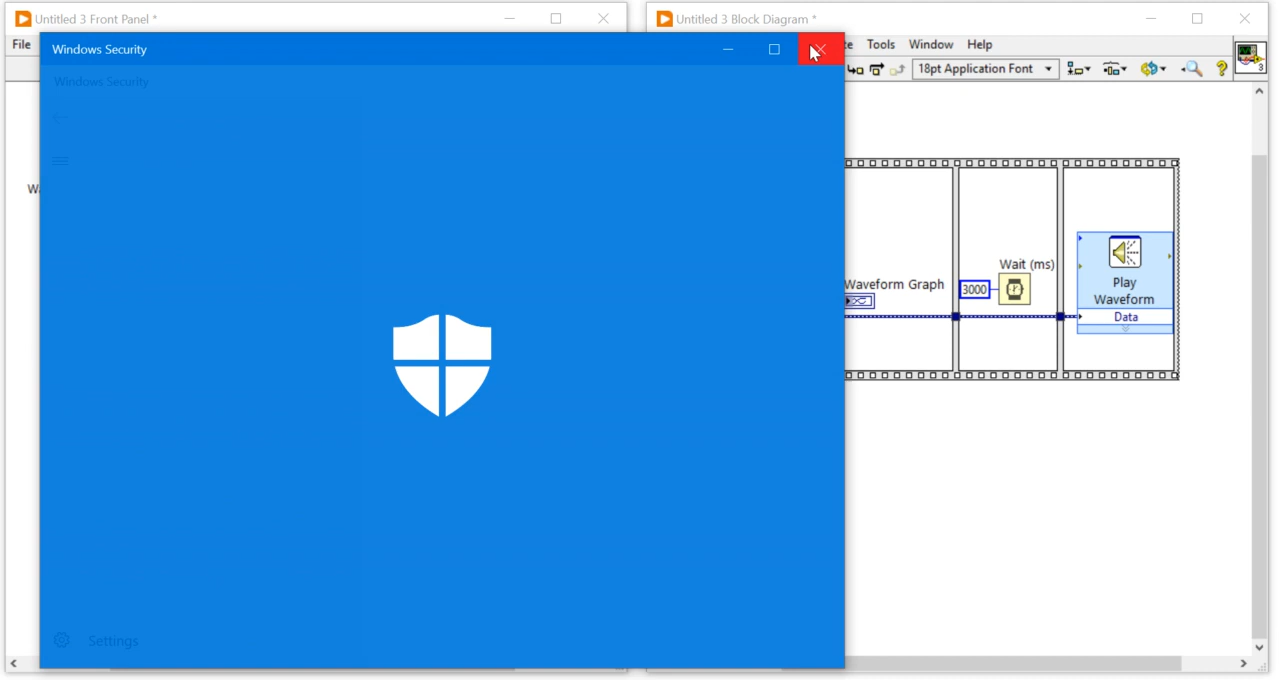 Untitled 3 Front Panel *
Untitled 3 Block Diagram *
File
Tools Window Help
18pt Application Font
3
Windows Security
Windows Security
Wait (ms)
Waveform Graph
3000
Play
Waveform
Data
Settings